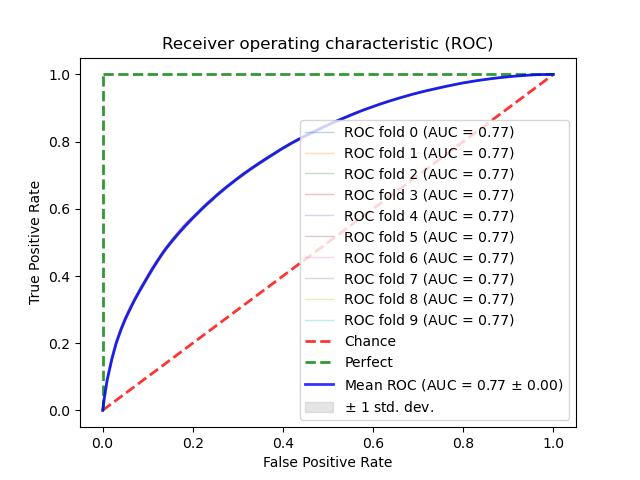 Receiver operating characteristic (ROC)
True Positive Rate
1.0
0.8
0.6
0.4
0.2
0.0
ROC fold 0 (AUC = 0.77)
ROC fold 1 (AUC = 0.77)
ROC fold 2 (AUC = 0.77)
ROC fold 3 (AUC = 0.77)
ROC fold 4 (AUC = 0.77)
ROC fold 5 (AUC = 0.77)
ROC fold 6 (AUC = 0.77)
ROC fold 7 (AUC = 0.77)
ROC fold 8 (AUC = 0.77)
ROC fold 9 (AUC = 0.77)
Chance
Perfect
Mean ROC (AUC = 0.77 ± 0.00)
± 1 std. dev.
0.0 0.2 0.4 0.6 0.8 1.0
False Positive Rate